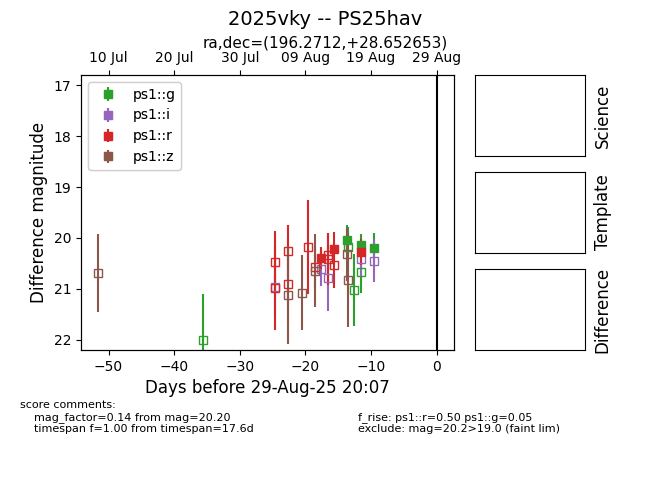 2025vky -- PS25hav
ra,dec=(196.2712,+28.652653)
10 Jul 20 Jul 30 Jul 09 Aug 19 Aug 29 Aug
17
18
19
20
21
22
Difference magnitude
ps1::g
ps1::i
ps1::r
ps1::z
−50 −40 −30 −20 −10 0
Days before 29-Aug-25 20:07
Science
Template
Difference
score comments:
mag_factor=0.14 from mag=20.20
timespan f=1.00 from timespan=17.6d
f_rise: ps1::r=0.50 ps1::g=0.05
exclude: mag=20.2>19.0 (faint lim)